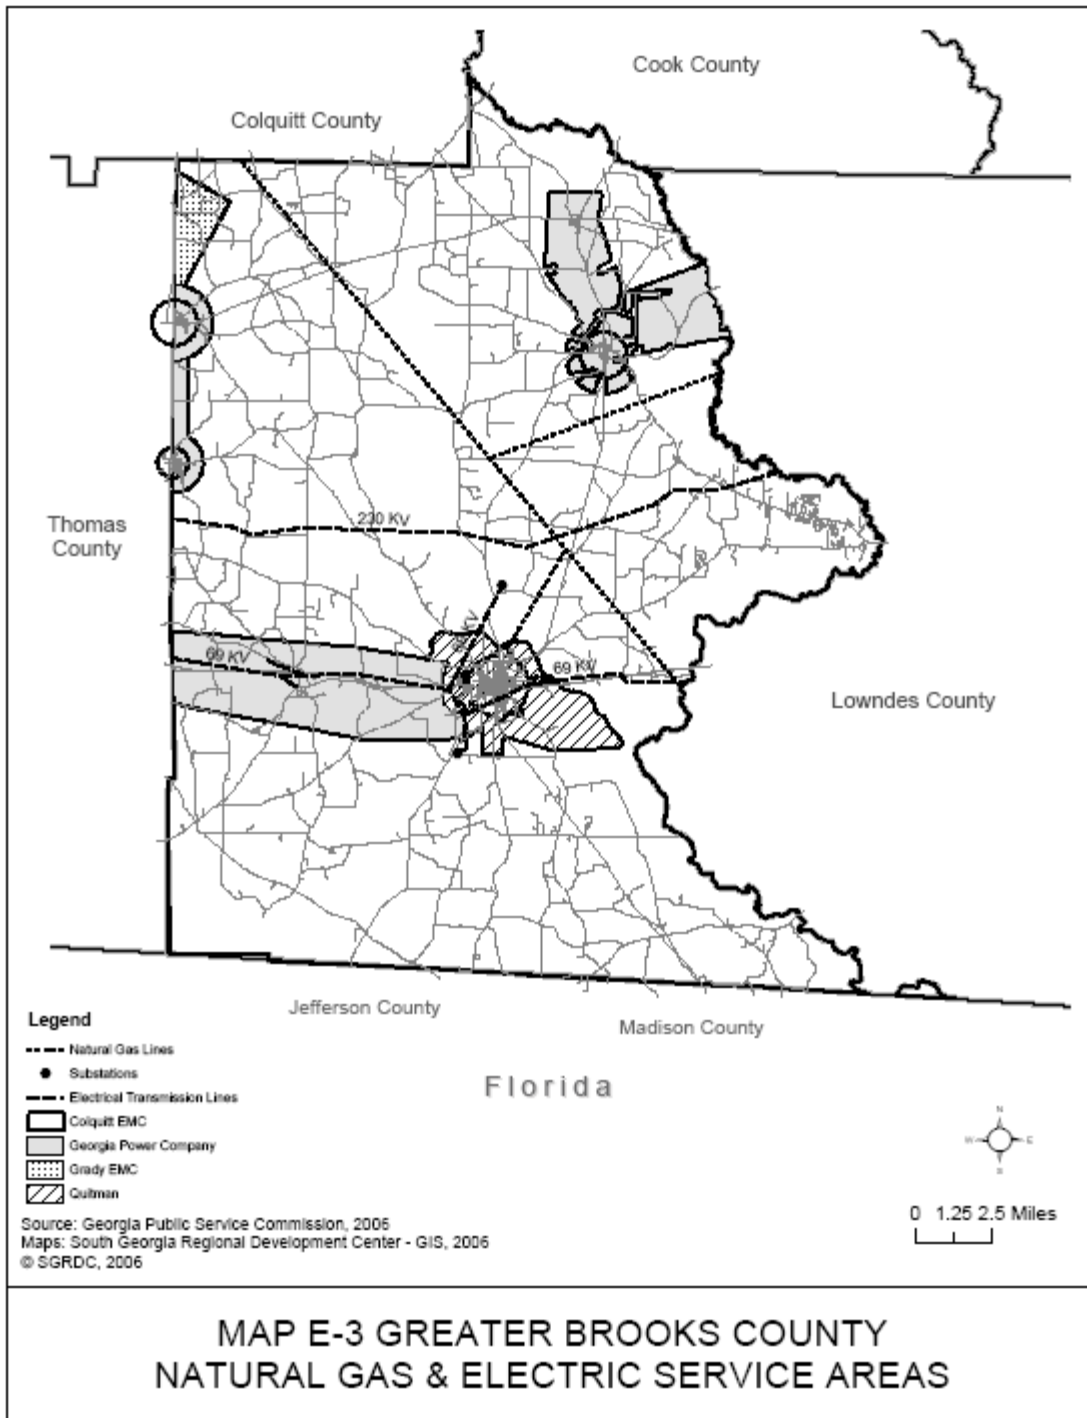 Cook County
Colquitt County
Thomas
County
230 KV
69 KV
69 KV
Lowndes County
Jefferson County
Madison County
Florida
Legend
Natural Gas Lines
Substations
Electrical Transmission Lines
Colquitt EMC
Georgia Power Company
Grady EMC
Quitman
N
W
E
S
0 1.25 2.5 Miles
Source: Georgia Public Service Commission, 2006
Maps: South Georgia Regional Development Center - GIS, 2006
© SGRDC, 2006
MAP E-3 GREATER BROOKS COUNTY
NATURAL GAS & ELECTRIC SERVICE AREAS